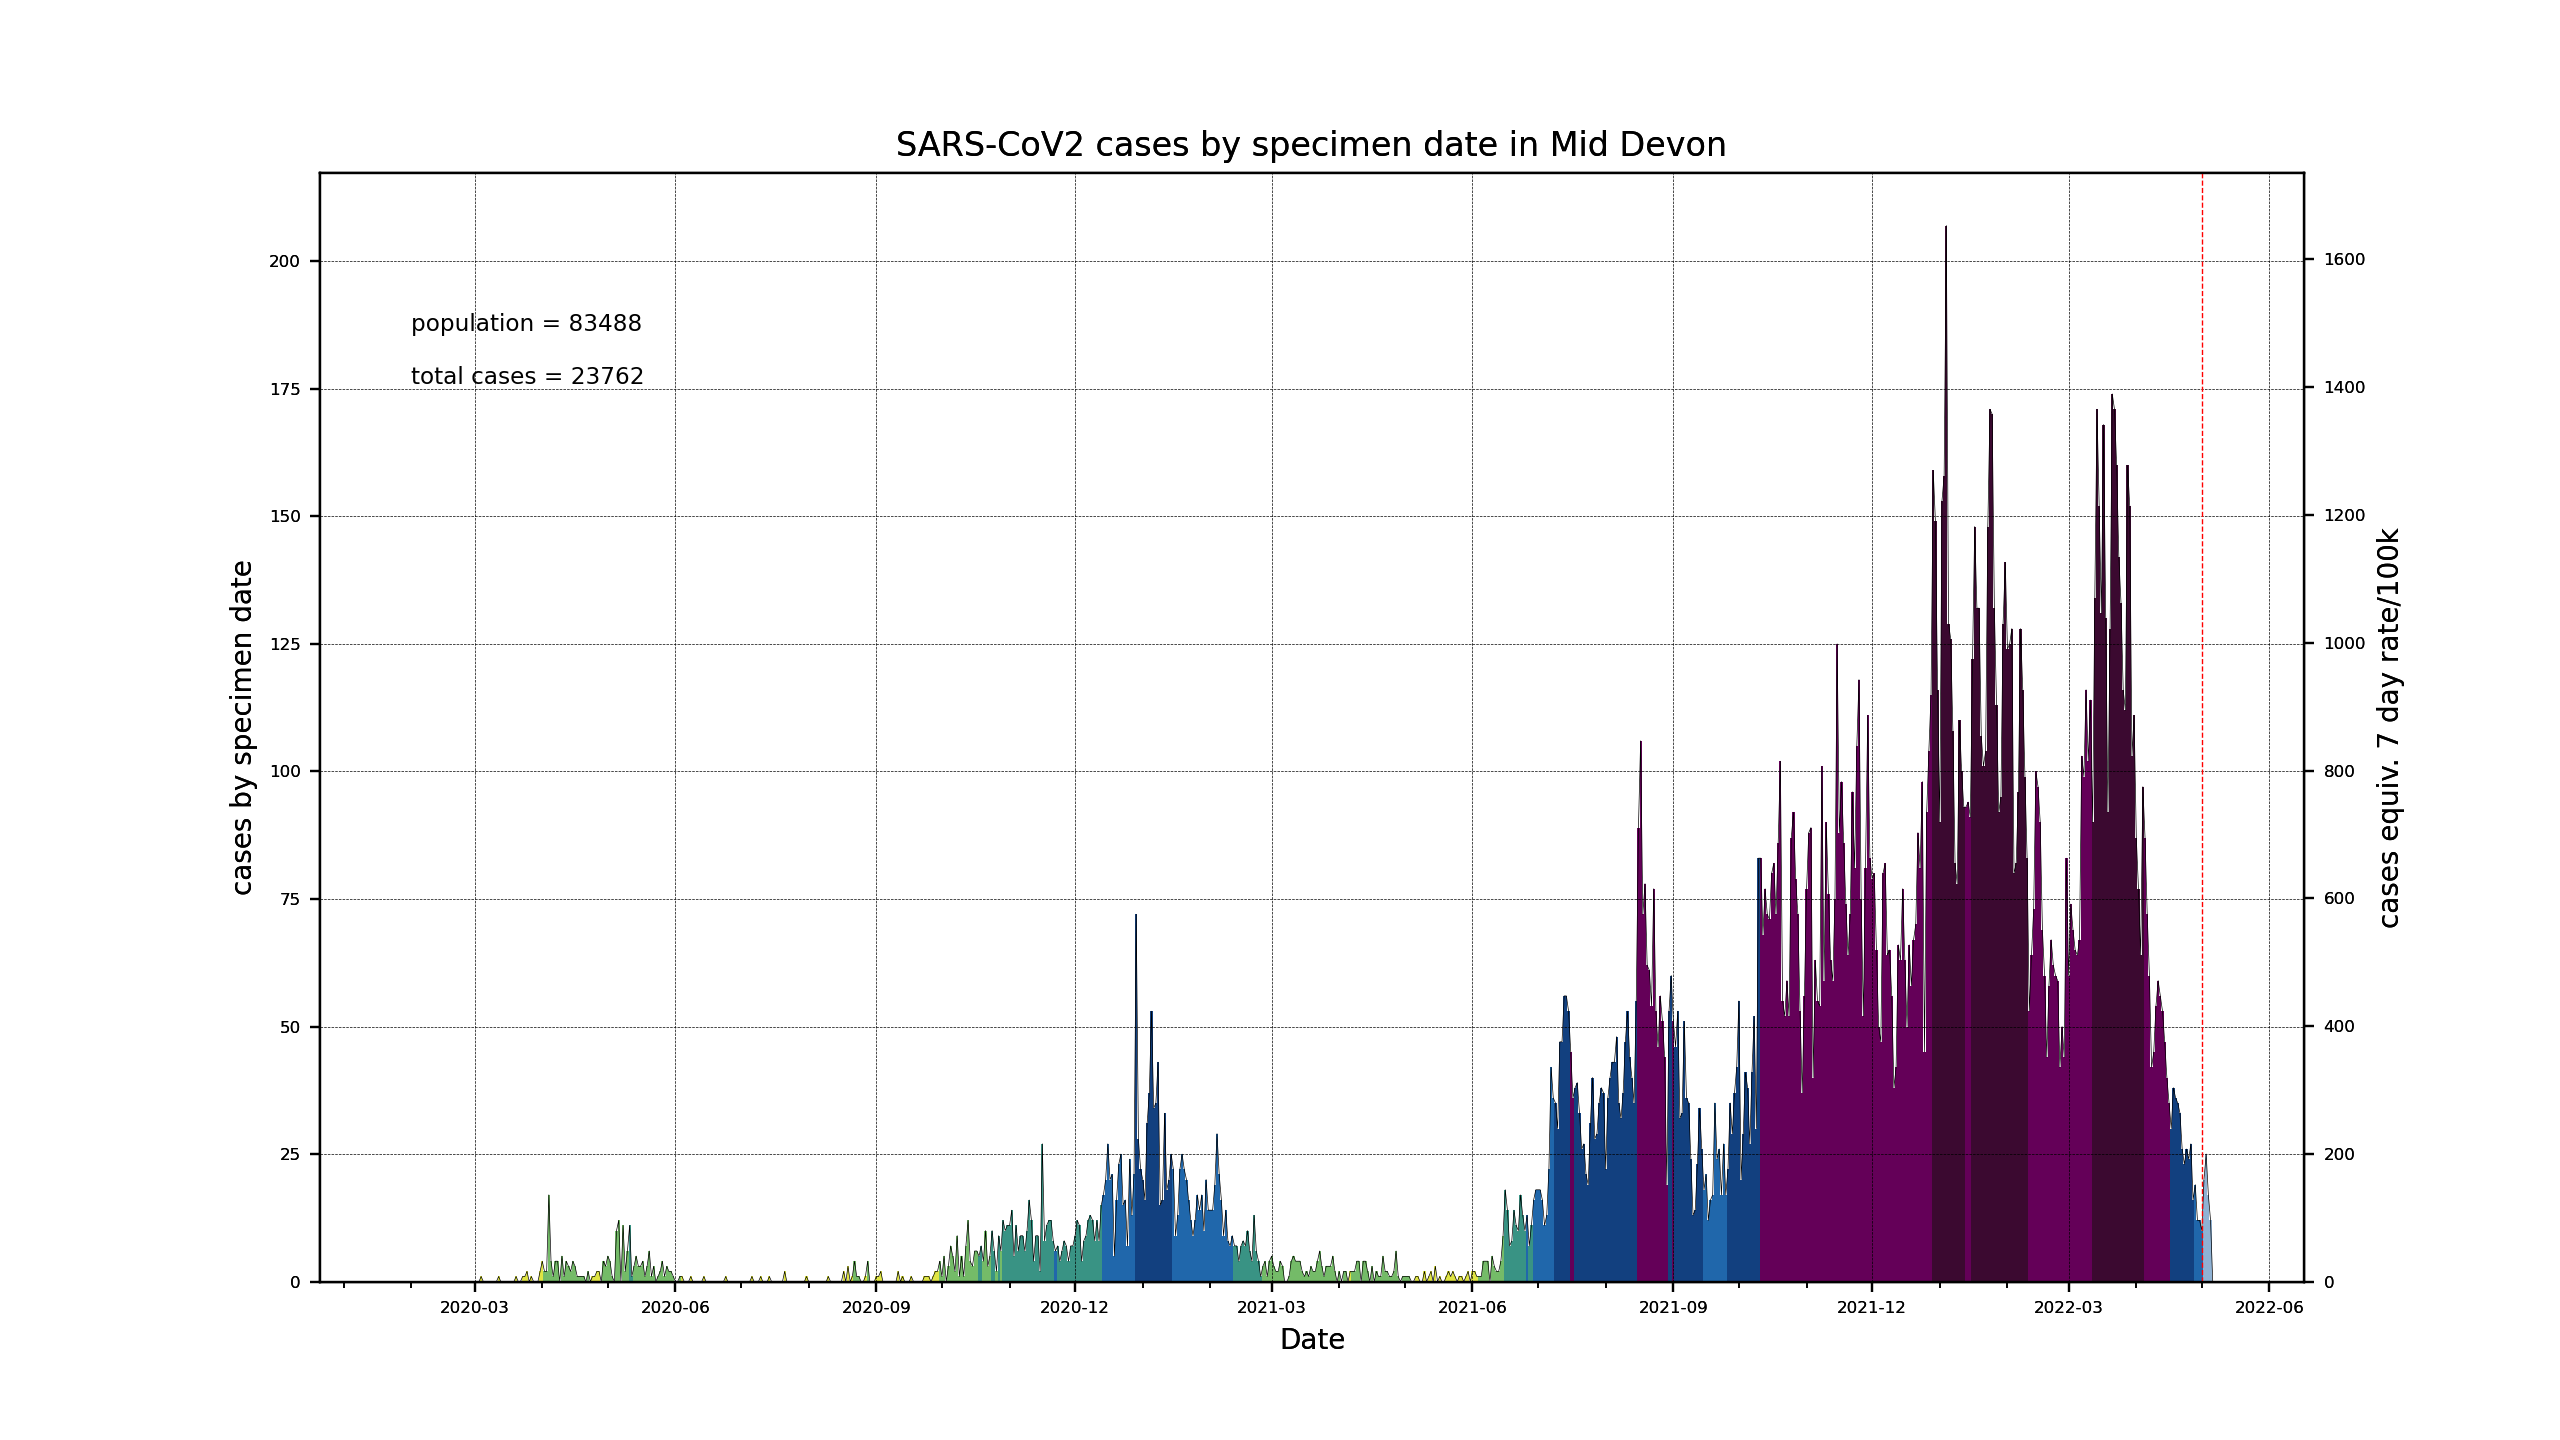 SARS-CoV2 cases by specimen date in Mid Devon
population = 83488
total cases = 23762
cases by specimen date
200
175
150
125
100
75
50
25
0
1600
1400
1200
1000
800
600
400
200
0
cases equiv. 7 day rate/100k
2020-03 2020-06 2020-09 2020-12 2021-03 2021-06 2021-09 2021-12 2022-03 2022-06
Date